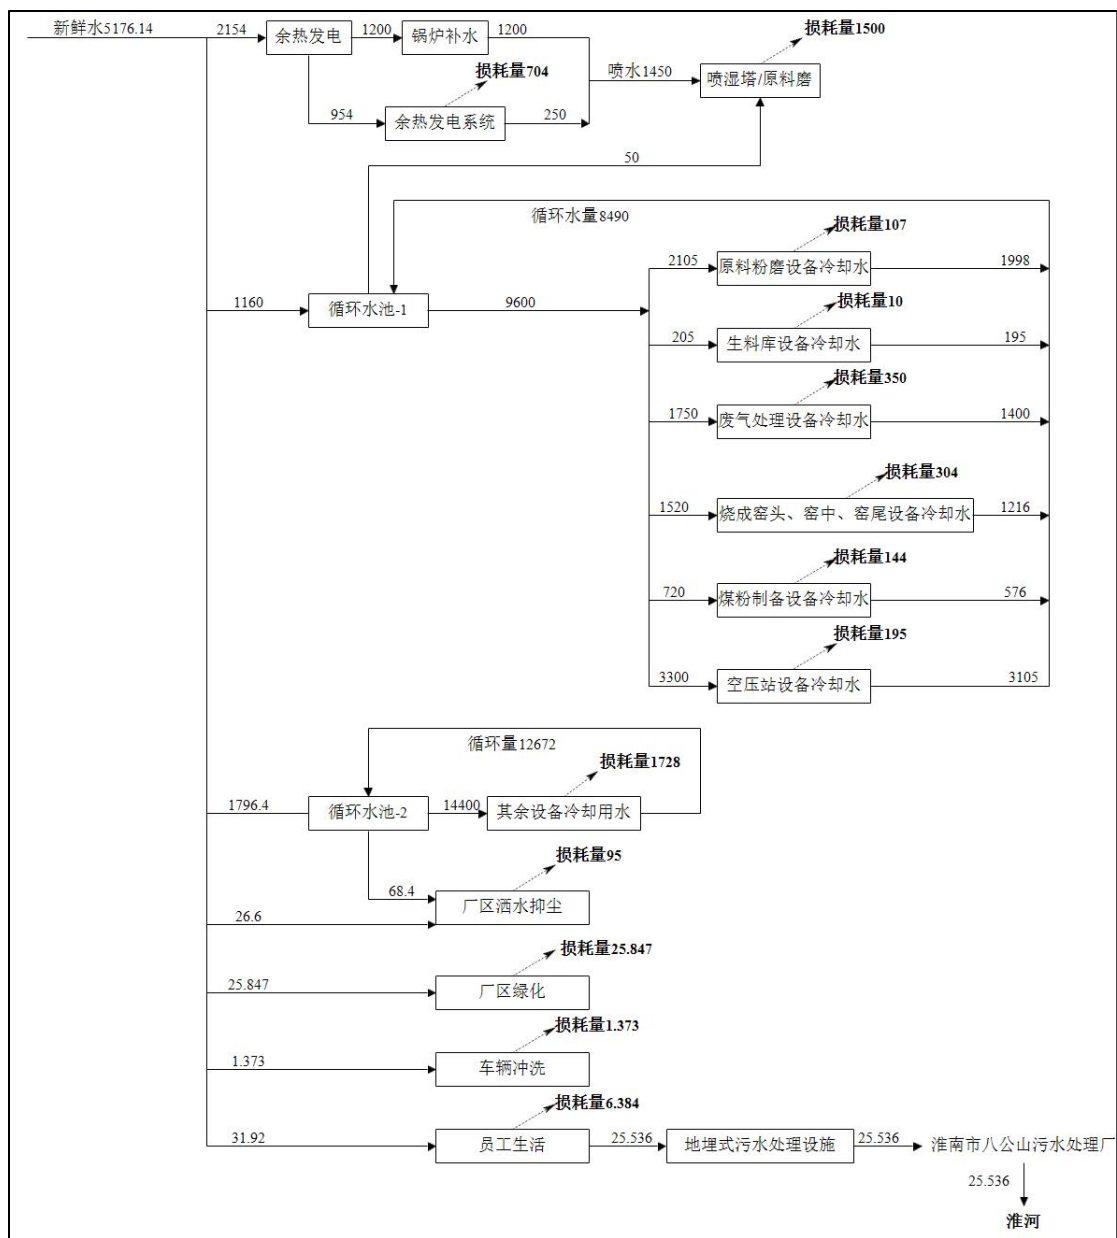 新鲜水5176.14
2154
余热发电
1200
锅炉补水
1200
损耗量1500
喷水1450
喷湿塔/原料磨
损耗量704
954
余热发电系统
250
50
循环水量8490
损耗量107
2105
原料粉磨设备冷却水
1998
1160
循环水池-1
9600
损耗量10
205
生料库设备冷却水
195
损耗量350
1750
废气处理设备冷却水
1400
损耗量304
1520
烧成窑头、窑中、窑尾设备冷却水
1216
损耗量144
720
煤粉制备设备冷却水
576
损耗量195
3300
空压站设备冷却水
3105
循环量12672
损耗量1728
1796.4
循环水池-2
14400
其余设备冷却用水
损耗量95
68.4
厂区洒水抑尘
26.6
损耗量25.847
25.847
厂区绿化
损耗量1.373
1.373
车辆冲洗
损耗量6.384
31.92
员工生活
25.536
地埋式污水处理设施
25.536
淮南市八公山污水处理厂
25.536
淮河